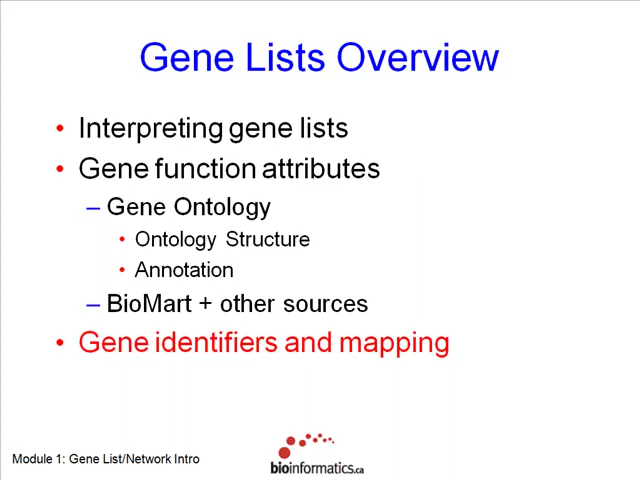 Gene Lists Overview
• Interpreting gene lists
• Gene function attributes
– Gene Ontology
• Ontology Structure
• Annotation
– BioMart + other sources
• Gene identifiers and mapping
Module 1: Gene List/Network Intro
bioinformatics.ca